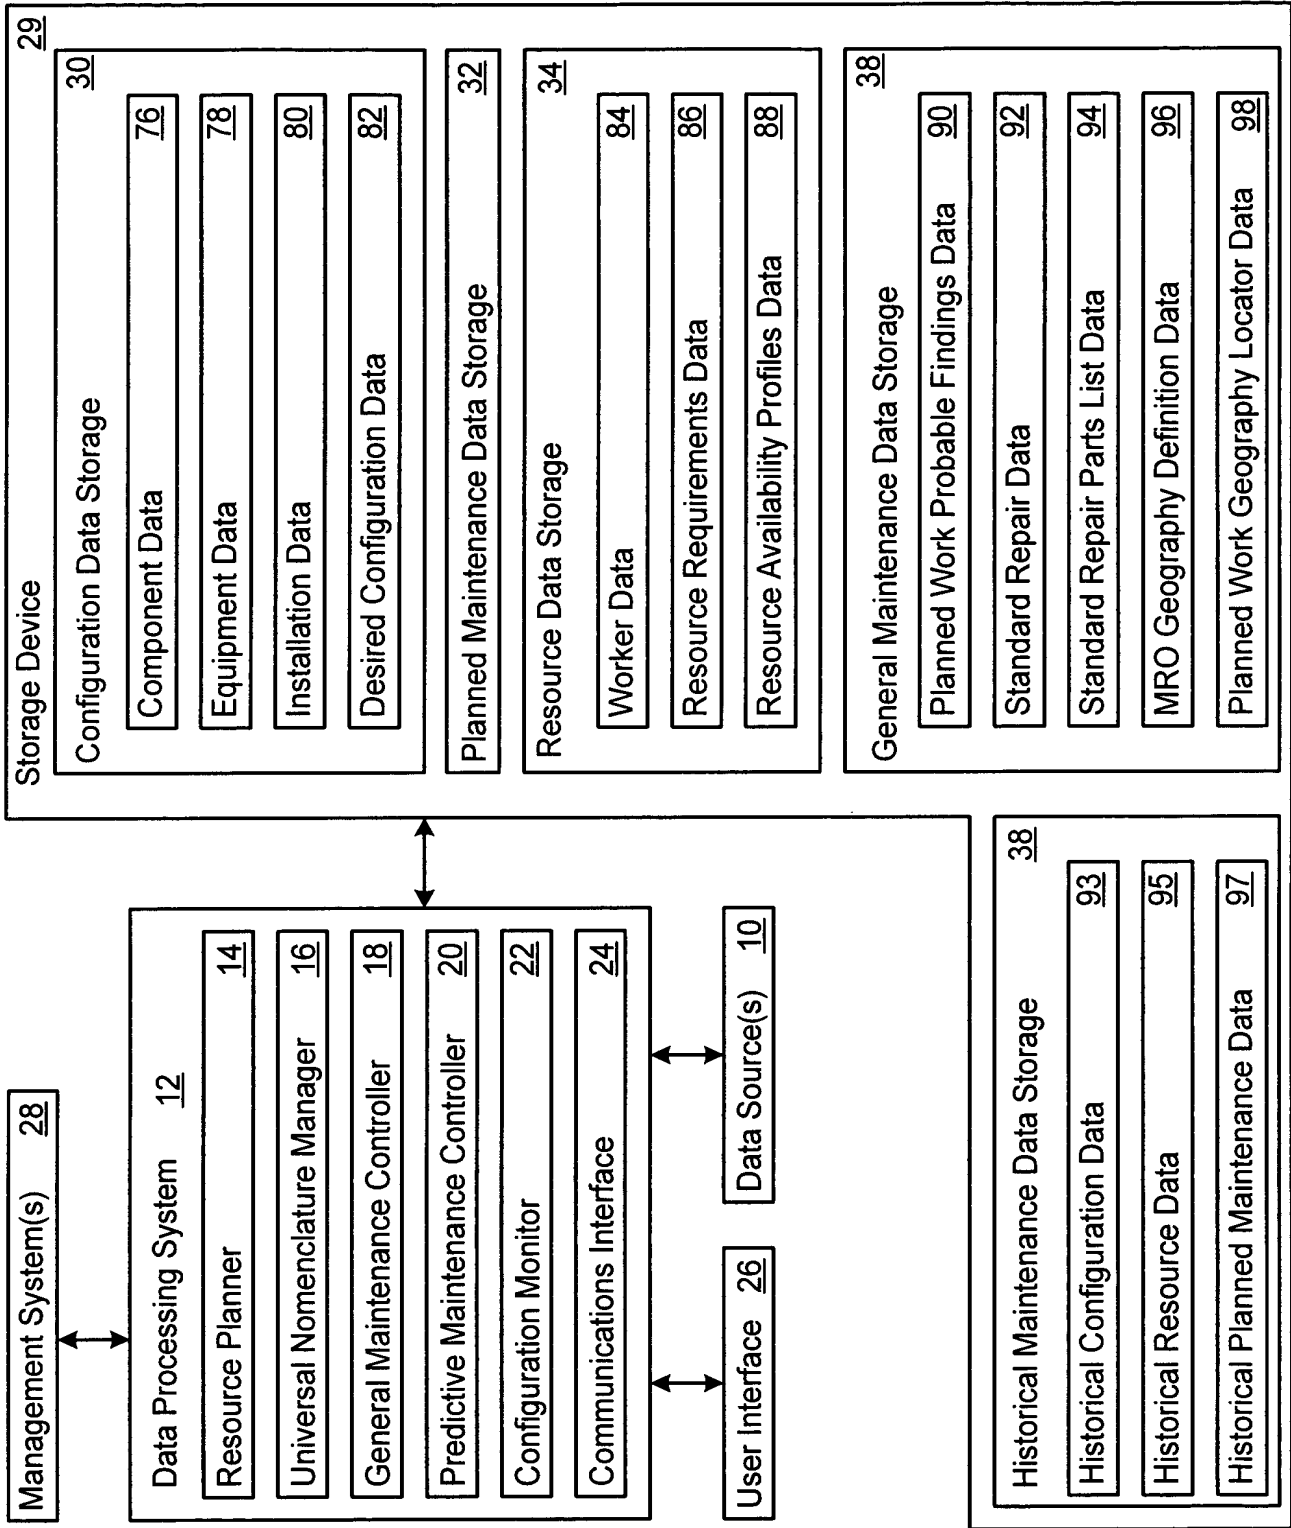 Management System(s) 28
Data Processing System 12
Resource Planner 14
Universal Nomenclature Manager 16
General Maintenance Controller 18
Predictive Maintenance Controller 20
Configuration Monitor 22
Communications Interface 24
User Interface 26
Data Source(s) 10
Storage Device 29
Configuration Data Storage 30
Component Data 76
Equipment Data 78
Installation Data 80
Desired Configuration Data 82
Planned Maintenance Data Storage 32
Resource Data Storage 34
Worker Data 84
Resource Requirements Data 86
Resource Availability Profiles Data 88
General Maintenance Data Storage 38
Planned Work Probable Findings Data 90
Standard Repair Data 92
Standard Repair Parts List Data 94
MRO Geography Definition Data 96
Planned Work Geography Locator Data 98
Historical Maintenance Data Storage 38
Historical Configuration Data 93
Historical Resource Data 95
Historical Planned Maintenance Data 97